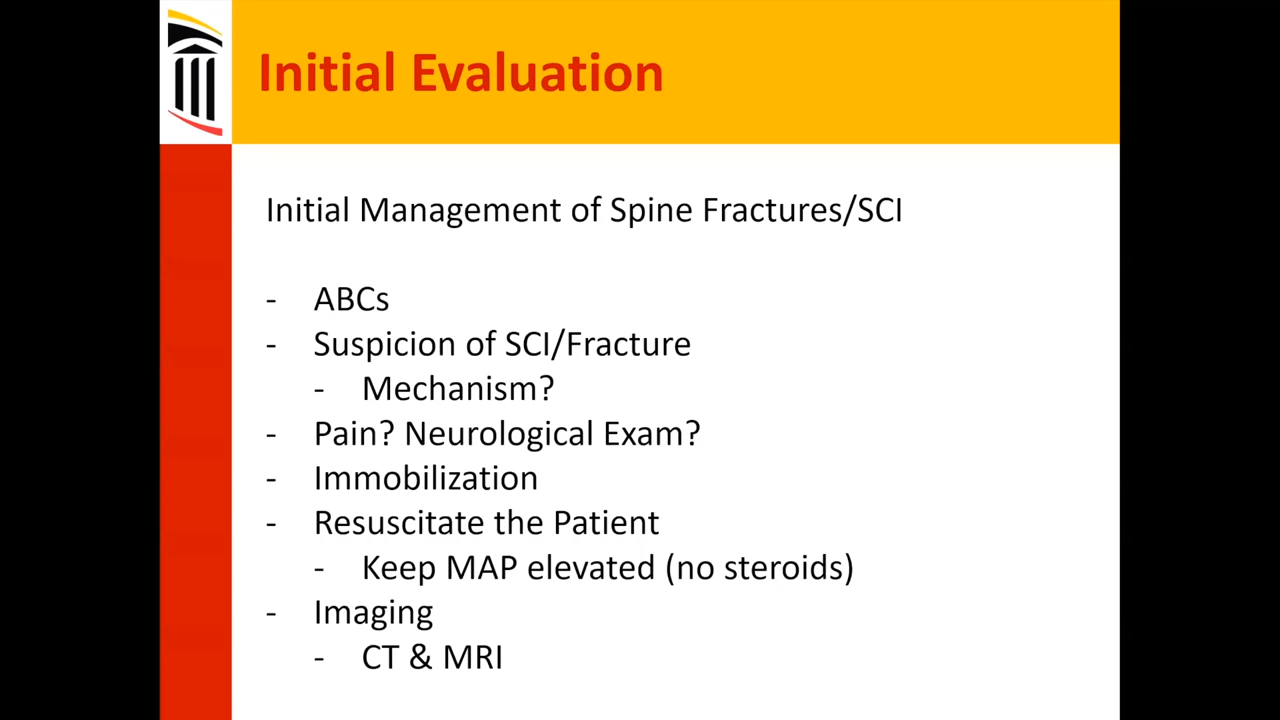 Initial Evaluation
Initial Management of Spine Fractures/SCI
- ABCs
- Suspicion of SCI/Fracture
- Mechanism?
- Pain? Neurological Exam?
- Immobilization
- Resuscitate the Patient
- Keep MAP elevated (no steroids)
- Imaging
- CT & MRI